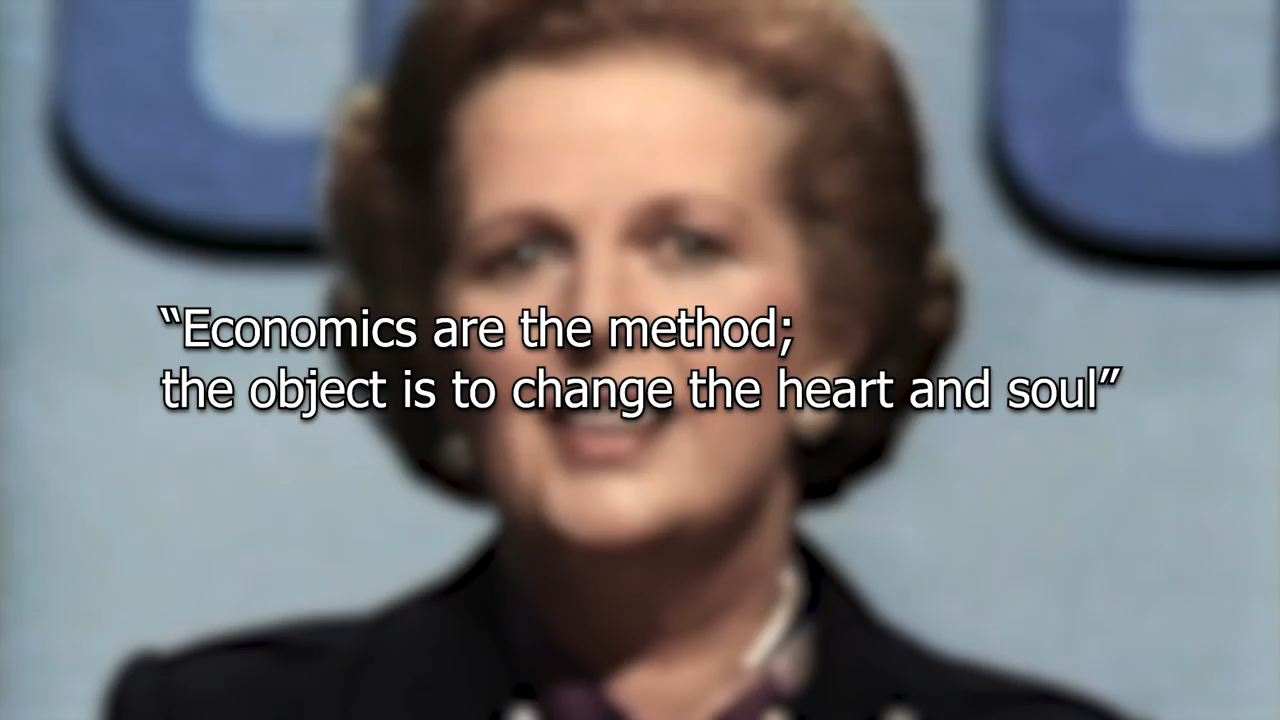 “Economics are the method;
the object is to change the heart and soul”